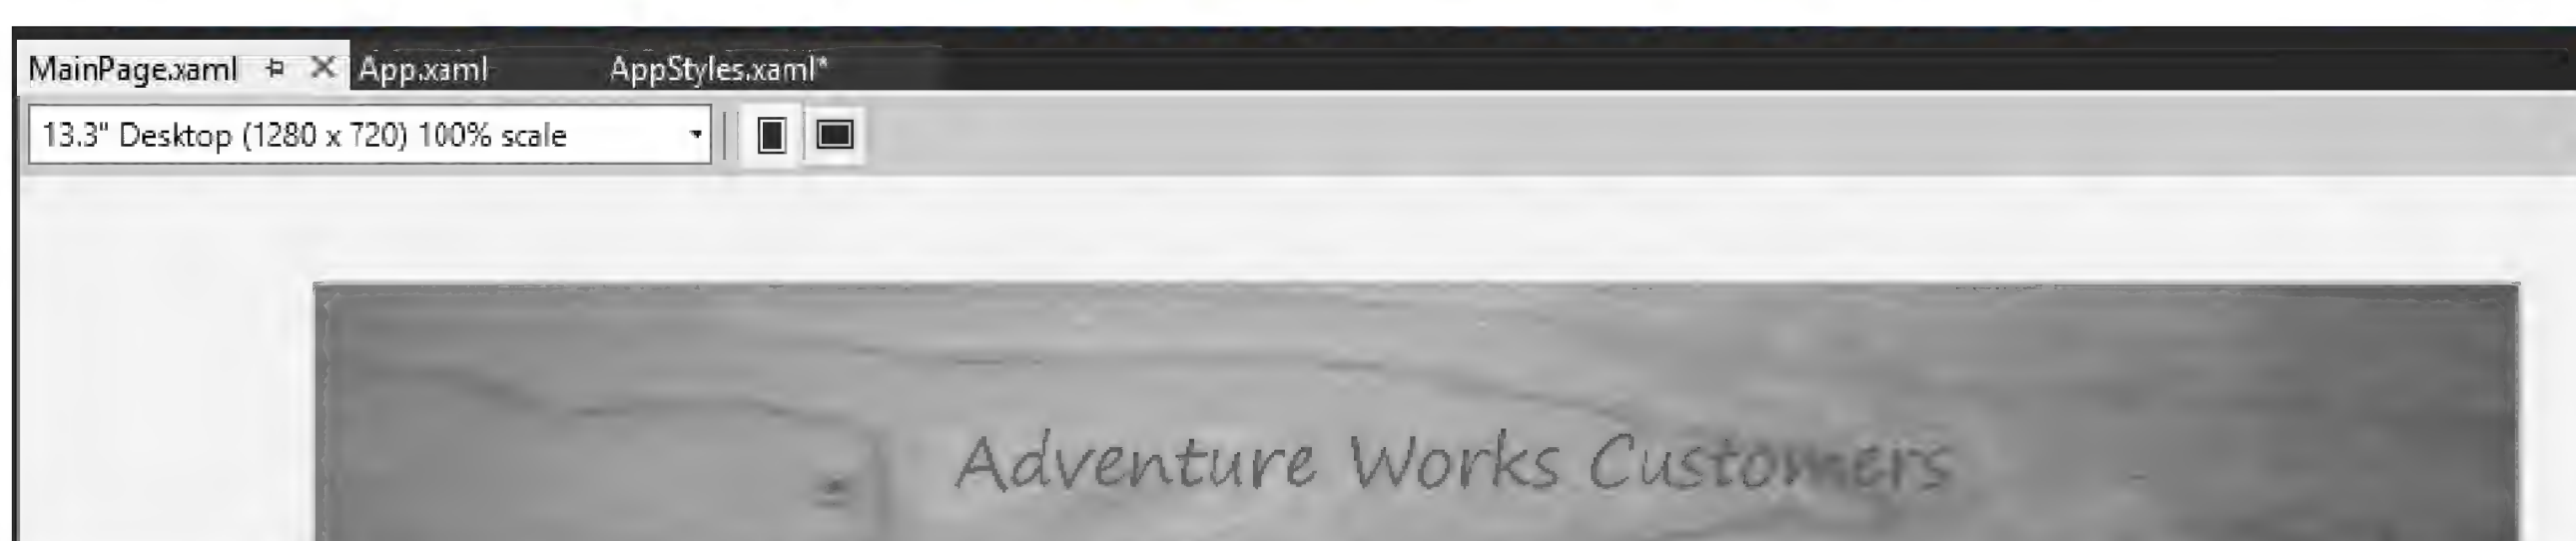 MainPage.xaml App.xaml AppStyles.xaml*
13.3" Desktop (1280 x 720) 100% scale
Adventure Works Customers